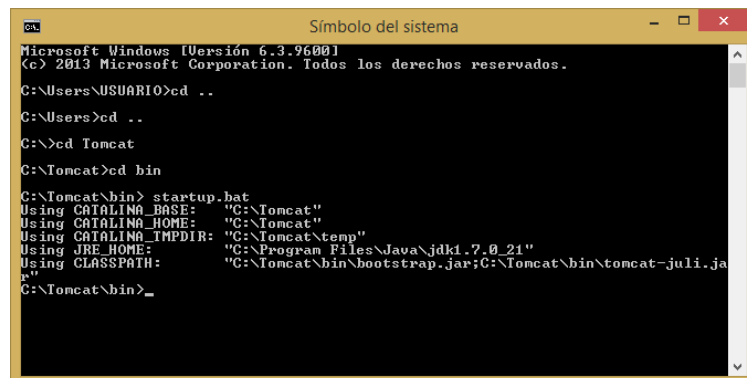 C:\.
Símbolo del sistema
Microsoft Windows [Versión 6.3.9600]
(c) 2013 Microsoft Corporation. Todos los derechos reservados.
C:\Users\USUARIO>cd ..
C:\Users>cd ..
C:\>cd Tomcat
C:\Tomcat>cd bin
C:\Tomcat\bin> startup.bat
Using CATALINA_BASE:   "C:\Tomcat"
Using CATALINA_HOME:   "C:\Tomcat"
Using CATALINA_TMPDIR: "C:\Tomcat\temp"
Using JRE_HOME:        "C:\Program Files\Java\jdk1.7.0_21"
Using CLASSPATH:       "C:\Tomcat\bin\bootstrap.jar;C:\Tomcat\bin\tomcat-juli.ja
r"
C:\Tomcat\bin>_